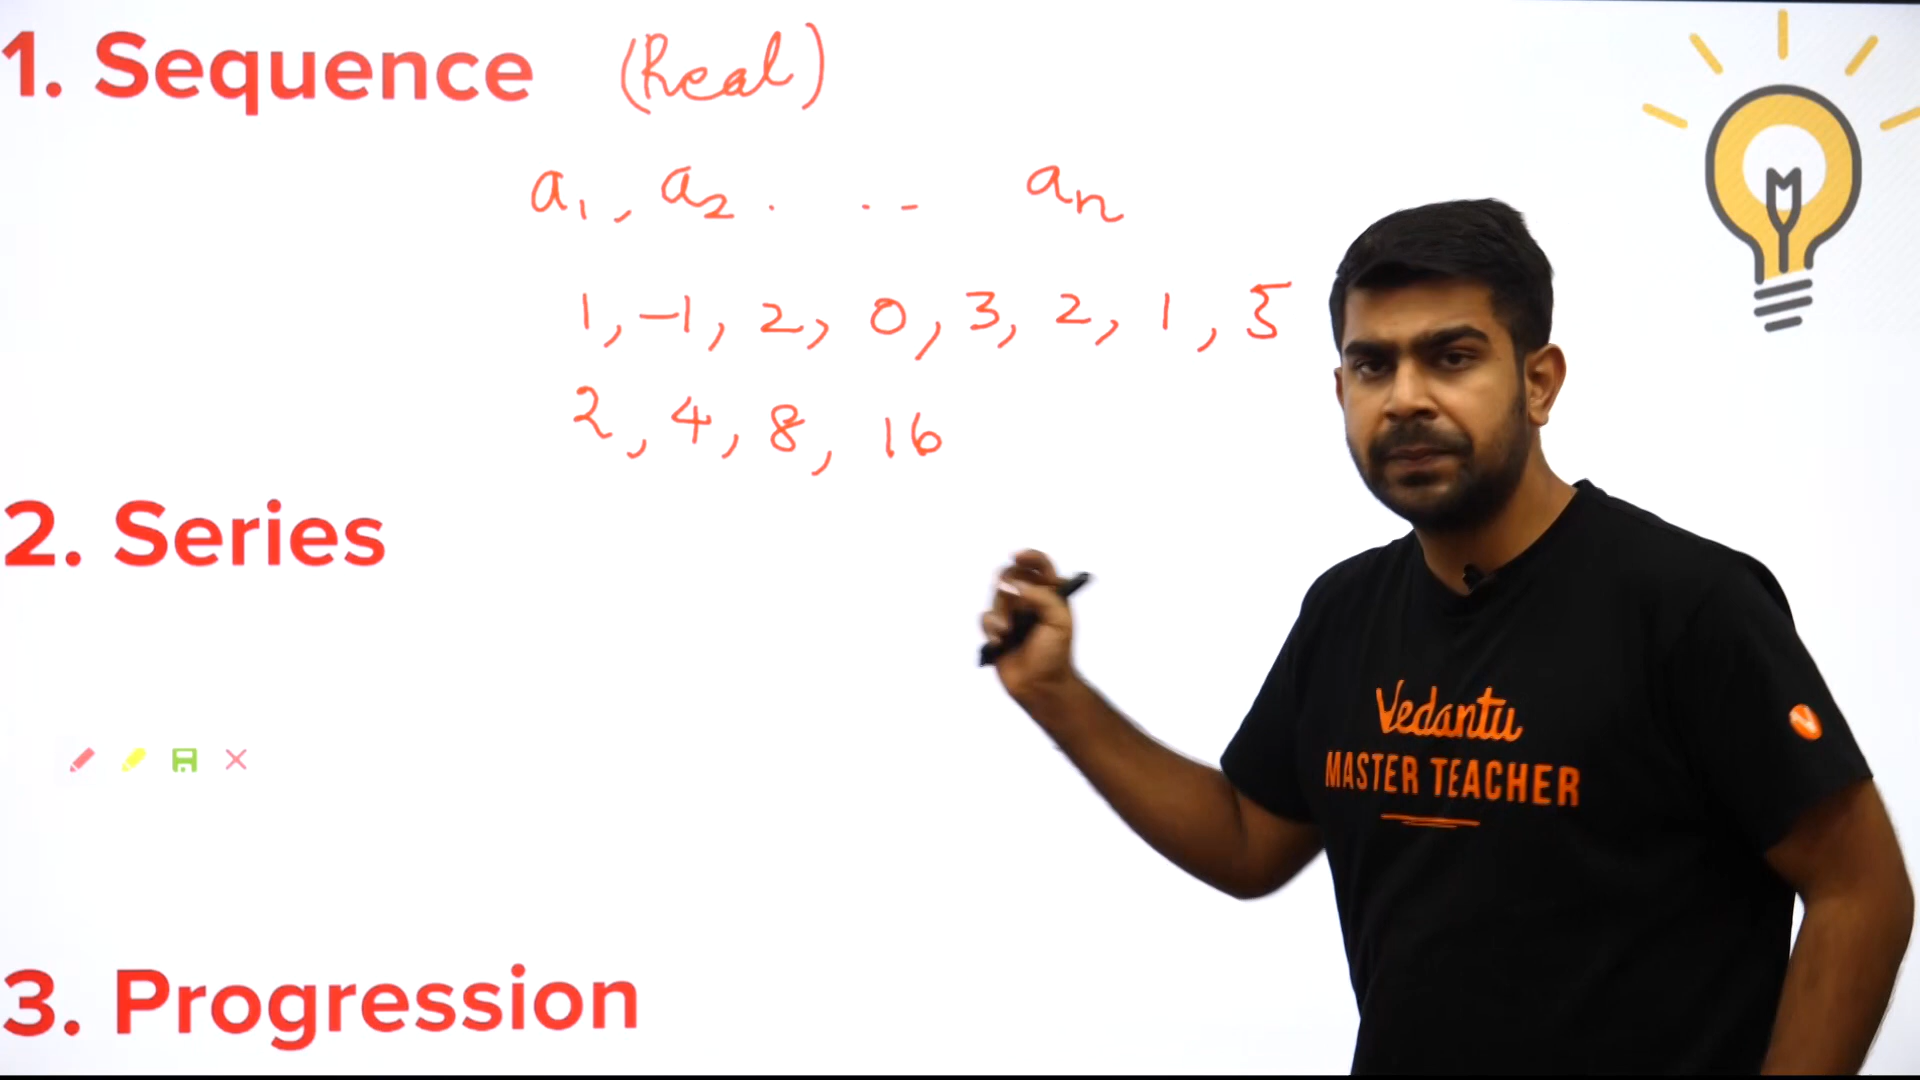 1. Sequence (Real)
a₁, a₂ . .. aₙ
1, -1, 2, 0, 3, 2, 1, 5
2, 4, 8, 16
2. Series
Vedantu
MASTER TEACHER
3. Progression